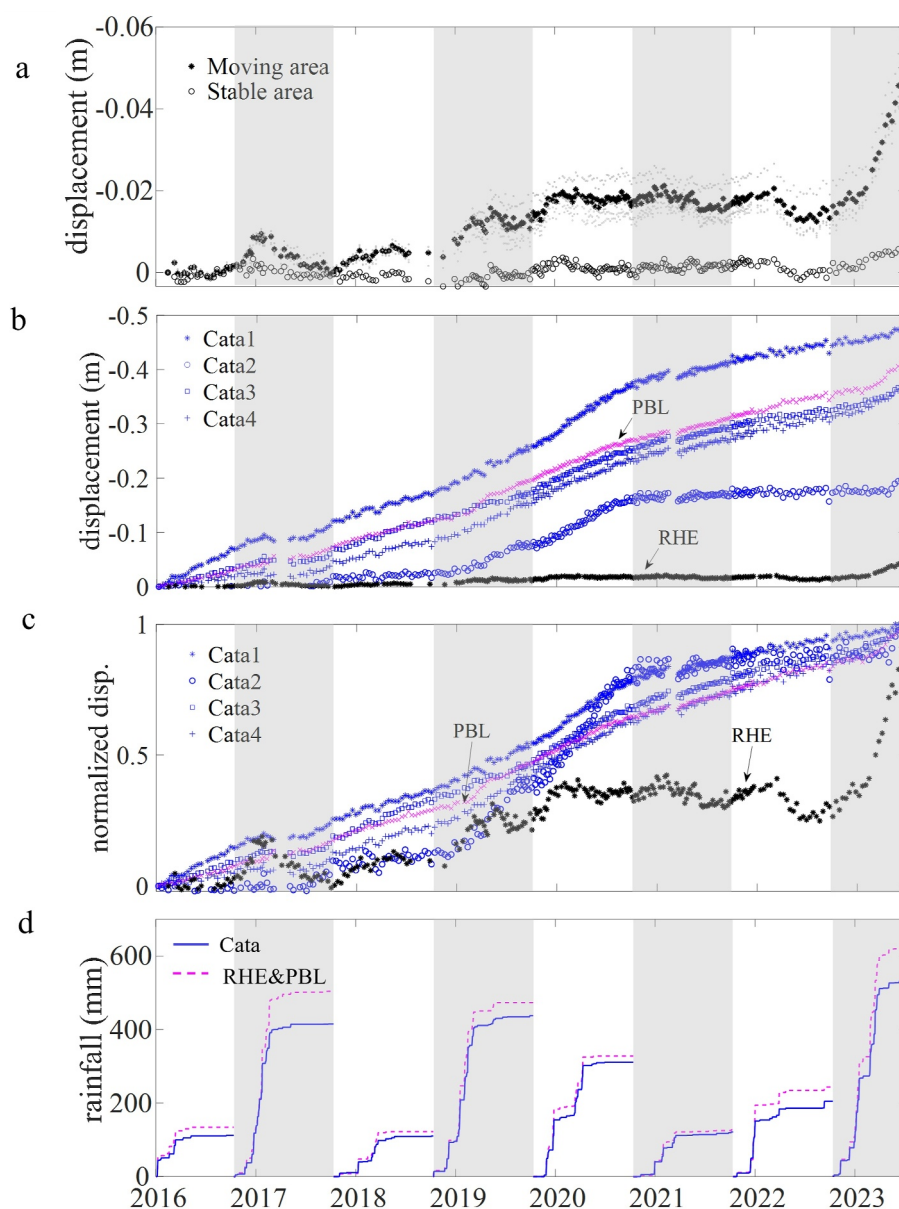 a
displacement (m)
-0.06
-0.04
-0.02
0
Moving area
Stable area
b
displacement (m)
-0.5
-0.4
-0.3
-0.2
-0.1
0
Cata1
Cata2
Cata3
Cata4
PBL
RHE
c
normalized disp.
1
0.5
0
Cata1
Cata2
Cata3
Cata4
PBL
RHE
d
rainfall (mm)
600
400
200
0
Cata
RHE&PBL
2016 2017 2018 2019 2020 2021 2022 2023